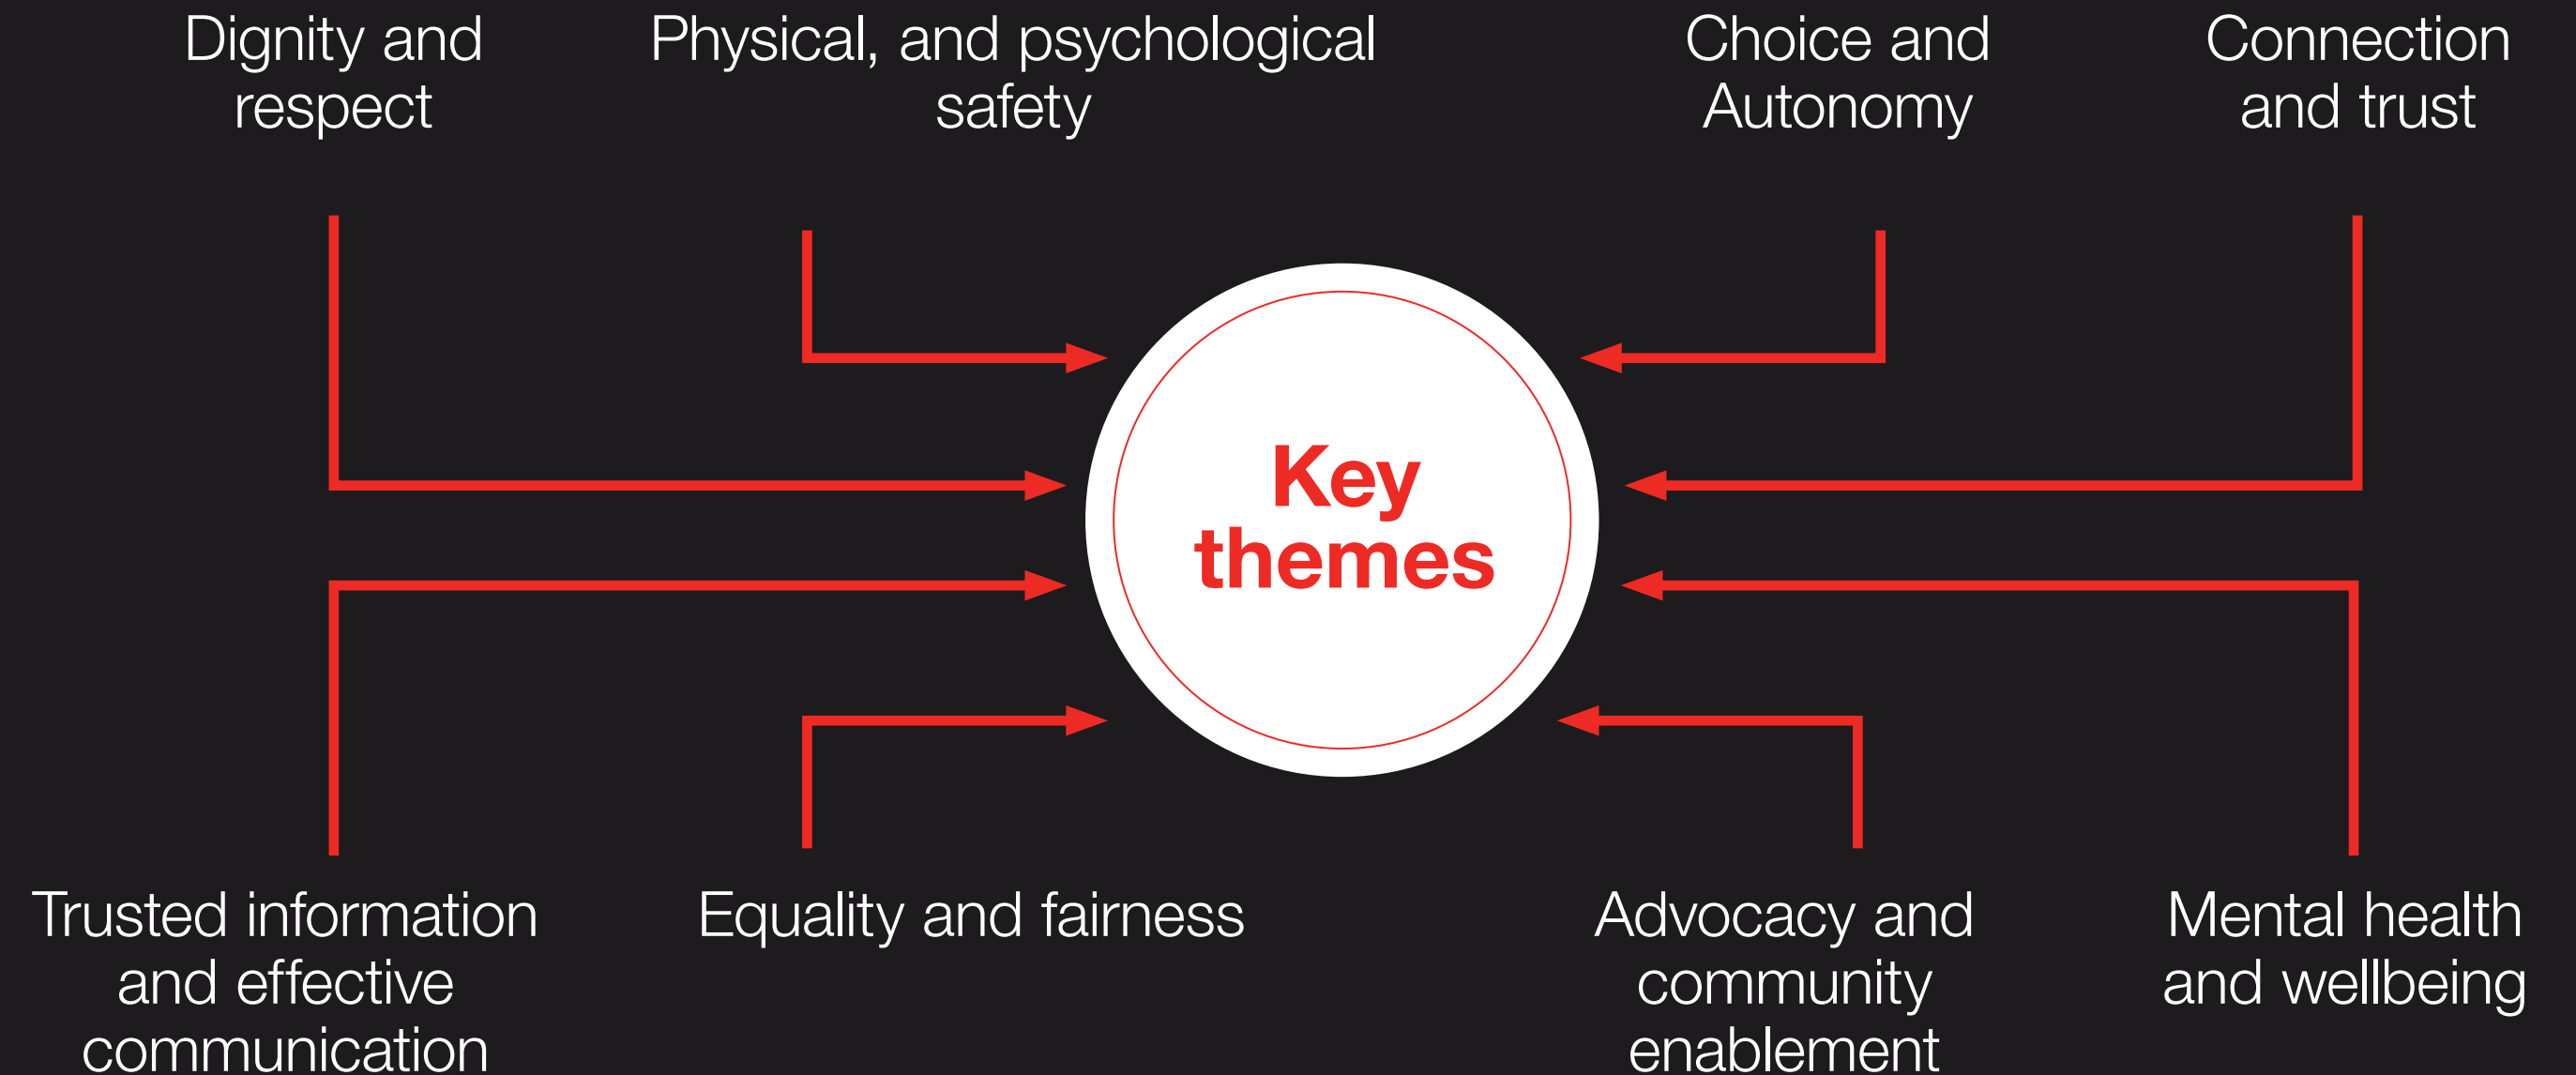 Dignity and
respect
Physical, and psychological
safety
Choice and
Autonomy
Connection
and trust
Key
themes
Trusted information
and effective
communication
Equality and fairness
Advocacy and
community
enablement
Mental health
and wellbeing